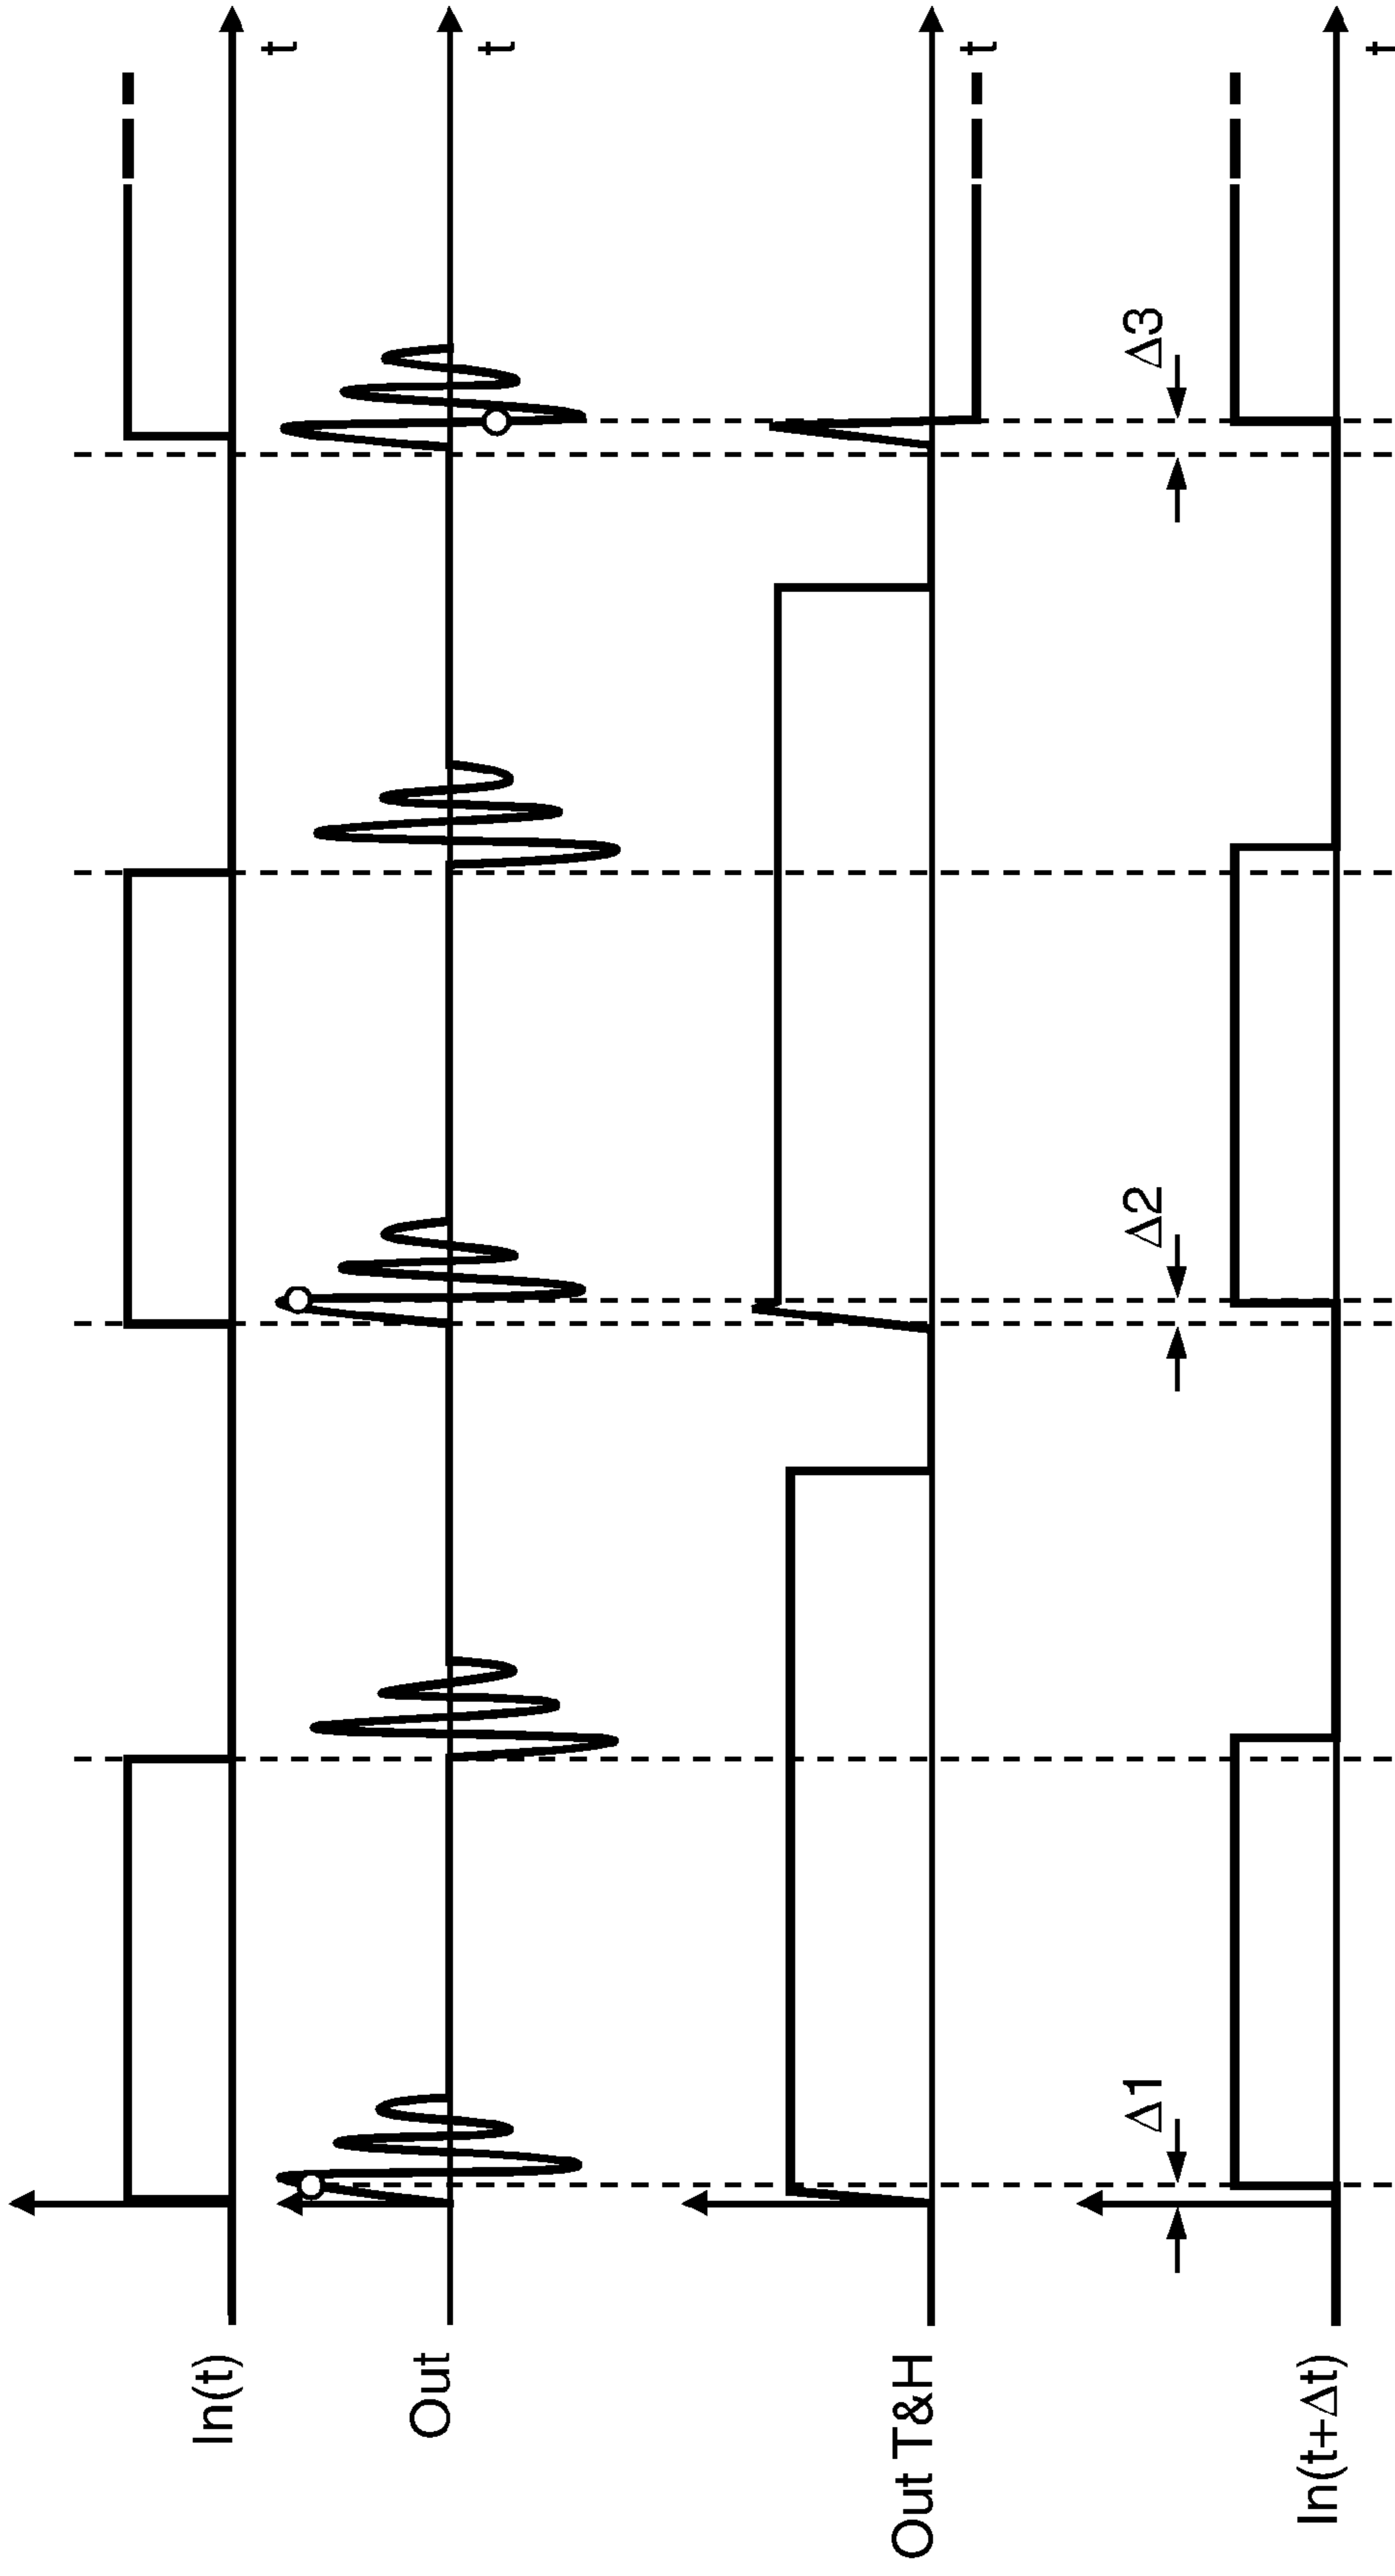 In(t)
t
Out
t
Out T&H
t
Δ1
Δ2
Δ3
In(t+Δt)
t